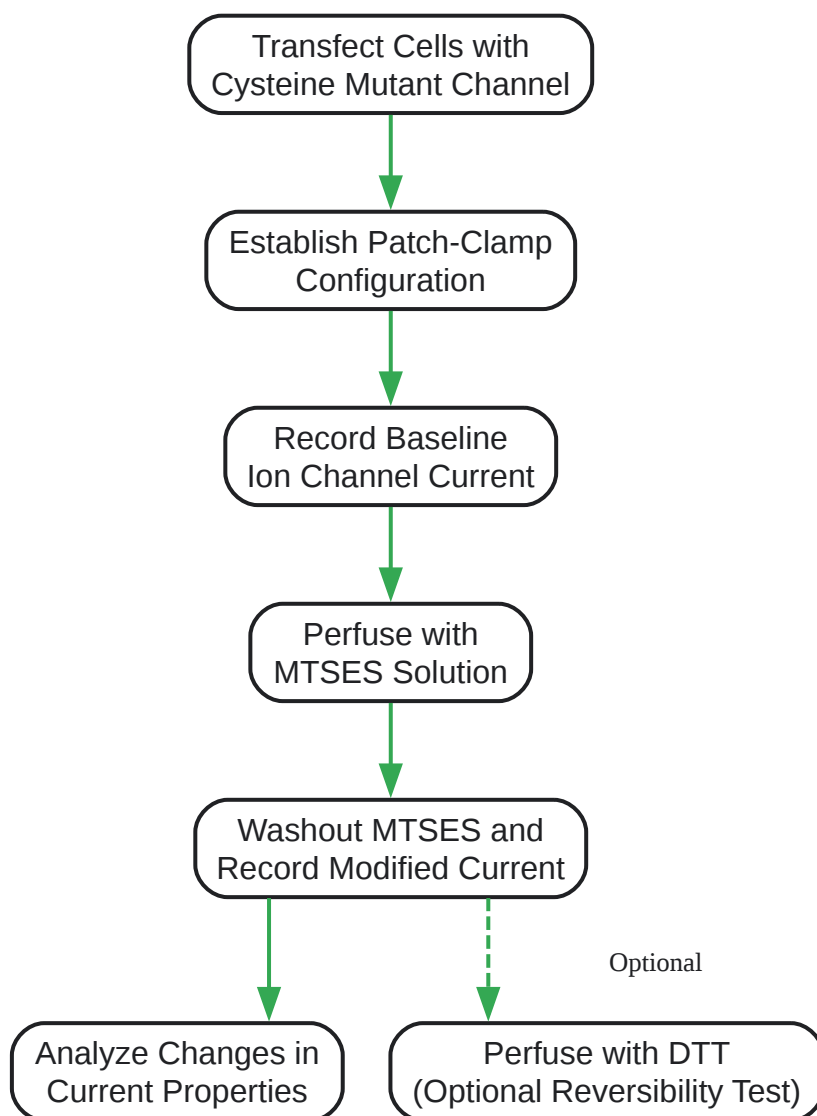 Transfect Cells with
Cysteine Mutant Channel
Establish Patch-Clamp
Configuration
Record Baseline
Ion Channel Current
Perfuse with
MTSES Solution
Washout MTSES and
Record Modified Current
Optional
Analyze Changes in
Current Properties
Perfuse with DTT
(Optional Reversibility Test)